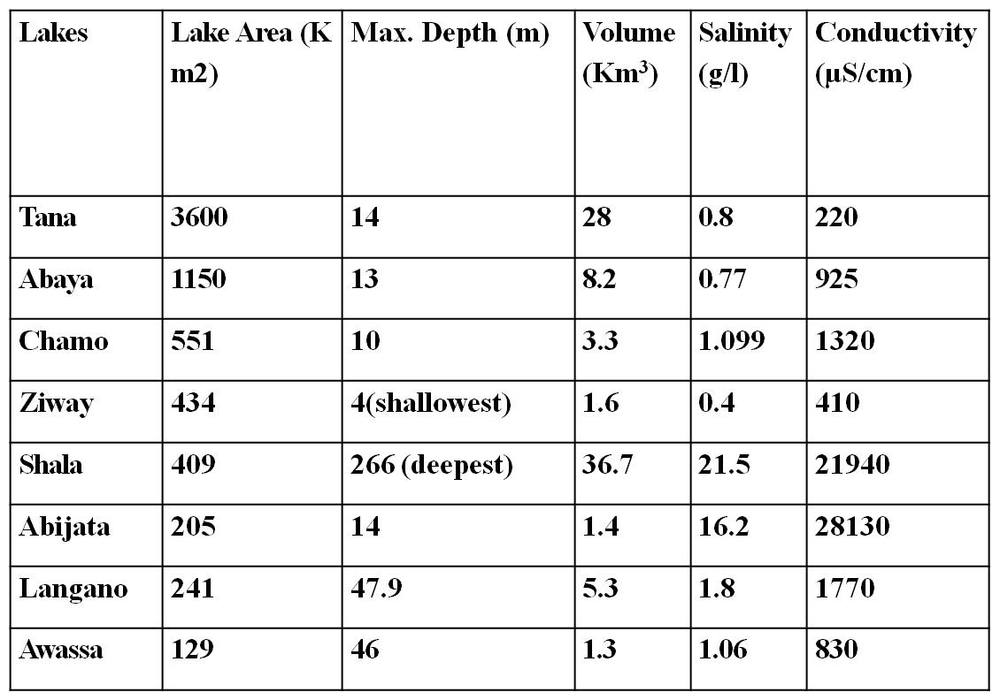 Lakes Lake Area (K Max. Depth (m) Volume Salinity Conductivity
m2) (Km³) (g/l) (µS/cm)
Tana 3600 14 28 0.8 220
Abaya 1150 13 8.2 0.77 925
Chamo 551 10 3.3 1.099 1320
Ziway 434 4(shallowest) 1.6 0.4 410
Shala 409 266 (deepest) 36.7 21.5 21940
Abijata 205 14 1.4 16.2 28130
Langano 241 47.9 5.3 1.8 1770
Awassa 129 46 1.3 1.06 830